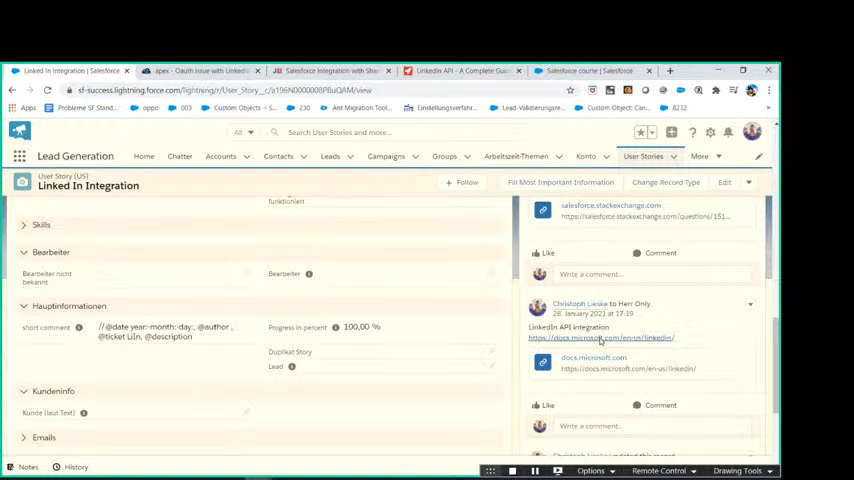 Linked In Integration | Salesforce
apex - Oauth issue with LinkedIn
Salesforce Integration with Shar
LinkedIn API - A Complete Gui
Salesforce course | Salesforce
sf-success.lightning.force.com/lightning/r/User_Story__c/a196N0000008P8uQAM/view
Apps
Probleme SF Stand...
oppo
003
Custom Objects – S...
230
Ant Migration Tool...
Einstellungsverfahr...
Lead-Validierungsre...
Custom Object: Can...
8232
All
Search User Stories and more...
Lead Generation
Home
Chatter
Accounts
Contacts
Leads
Campaigns
Groups
Arbeitszeit-Themen
Konto
User Stories
More
User Story (US)
Linked In Integration
+ Follow
Fill Most Important Information
Change Record Type
Edit
funktionieri
Skills
Bearbeiter
Bearbeiter nicht
bekannt
Bearbeiter
Hauptinformationen
short comment
// @date year:-month:-day:, @author ,
@ticket LiIn, @description
Progress in percent
100,00 %
Duplikat Story
Lead
Kundeninfo
Kunde (laut Text)
Emails
salesforce.stackexchange.com
https://salesforce.stackexchange.com/questions/151...
Like
Comment
Write a comment...
Christoph Lieske to Herr Only
28. January 2021 at 17:19
LinkedIn API integration
https://docs.microsoft.com/en-us/linkedin/
docs.microsoft.com
https://docs.microsoft.com/en-us/linkedin/
Like
Comment
Write a comment...
Christoph Lieske updated this record.
Notes
History
Options
Remote Control
Drawing Tools